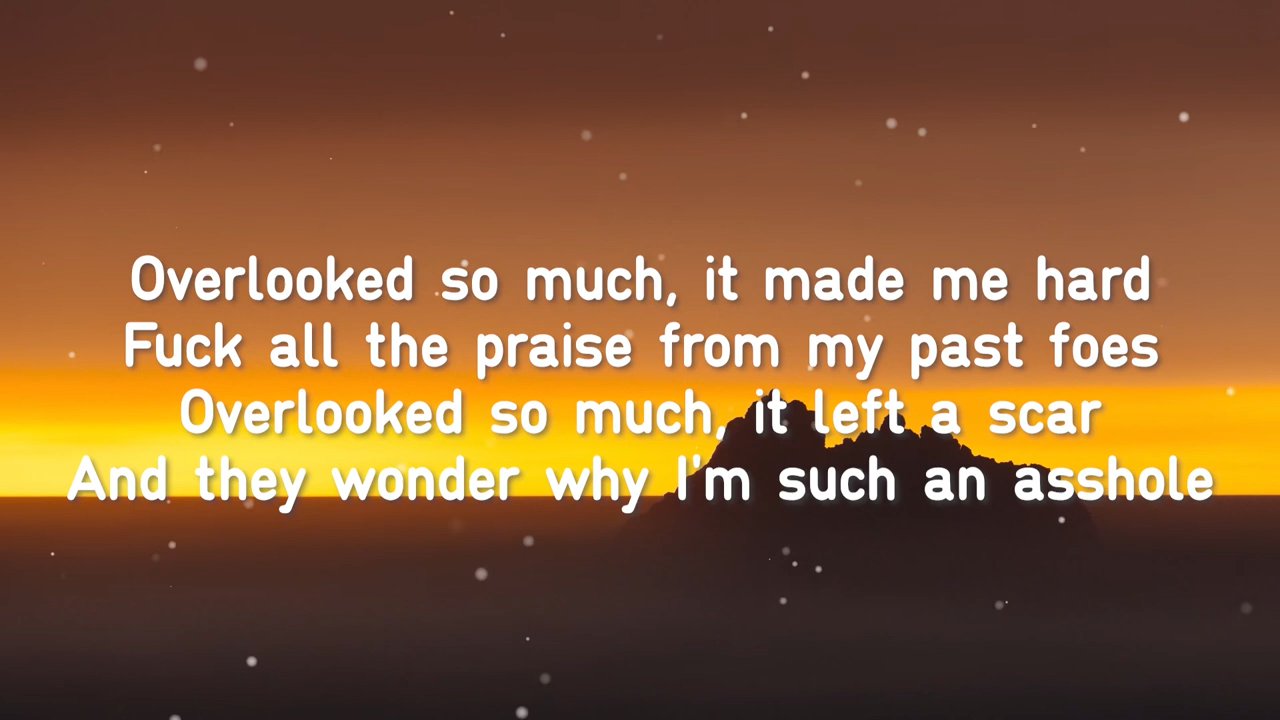 Overlooked so much, it made me hard
Fuck all the praise from my past foes
Overlooked so much, it left a scar
And they wonder why I'm such an asshole